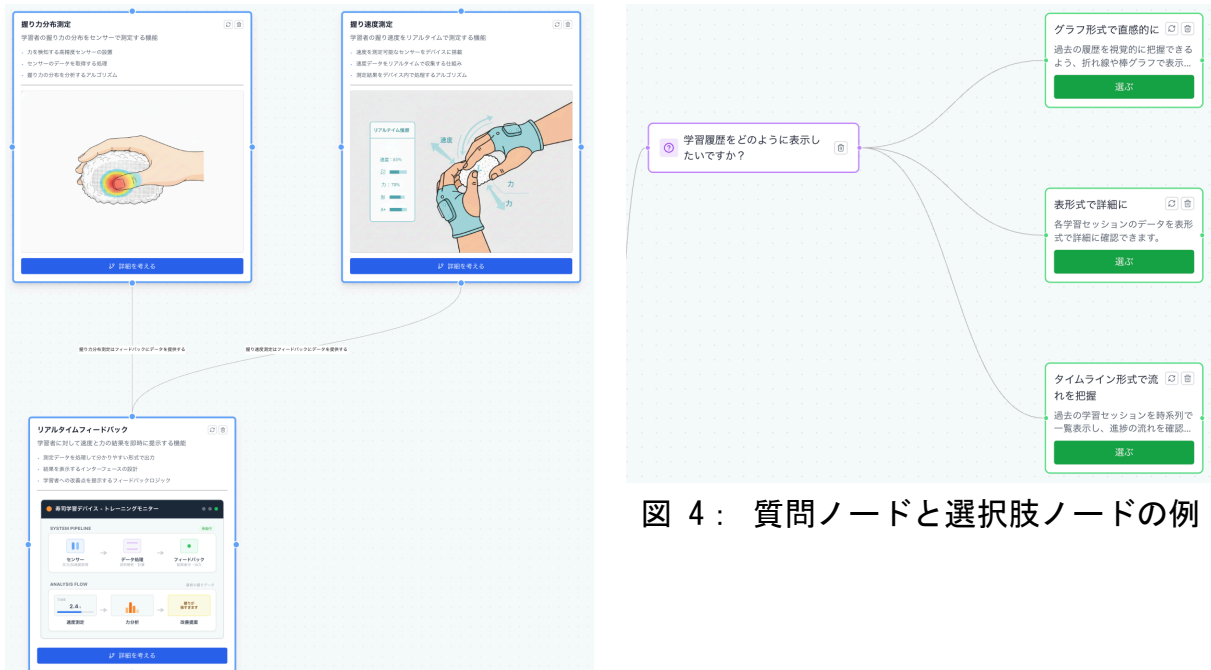 握り力分布測定
学習者の握り力の分布をセンサーで測定する機能
- 力を検知する高精度センサーの設置
- センサーのデータを取得する処理
- 握り力の分布を分析するアルゴリズム
詳細を考える
握り速度測定
学習者の握り速度をリアルタイムで測定する機能
- 速度を測定可能なセンサーをデバイスに搭載
- 速度データをリアルタイムで収集する仕組み
- 測定結果をデバイス内で処理するアルゴリズム
速度
速度：60%
力：70%
A+
力
力
詳細を考える
握り力分布測定はフィードバックにデータを提供する
握り速度測定はフィードバックにデータを提供する
リアルタイムフィードバック
学習者に対して速度と力の結果を即時に提示する機能
- 測定データを処理して分かりやすい形式で出力
- 結果を表示するインターフェースの設計
- 学習者への改善点を提示するフィードバックロジック
寿司学習デバイス - トレーニングモニター
SYSTEM PIPELINE
センサー
データ処理
フィードバック
ANALYSIS FLOW
2.4
速度測定
力分析
改善提案
詳細を考える
学習履歴をどのように表示し
たいですか？
グラフ形式で直感的に
過去の履歴を視覚的に把握できる
よう、折れ線や棒グラフで表示...
選ぶ
表形式で詳細に
各学習セッションのデータを表形
式で詳細に確認できます。
選ぶ
タイムライン形式で流
れを把握
過去の学習セッションを時系列で
一覧表示し、進捗の流れを確認...
選ぶ
図 4： 質問ノードと選択肢ノードの例